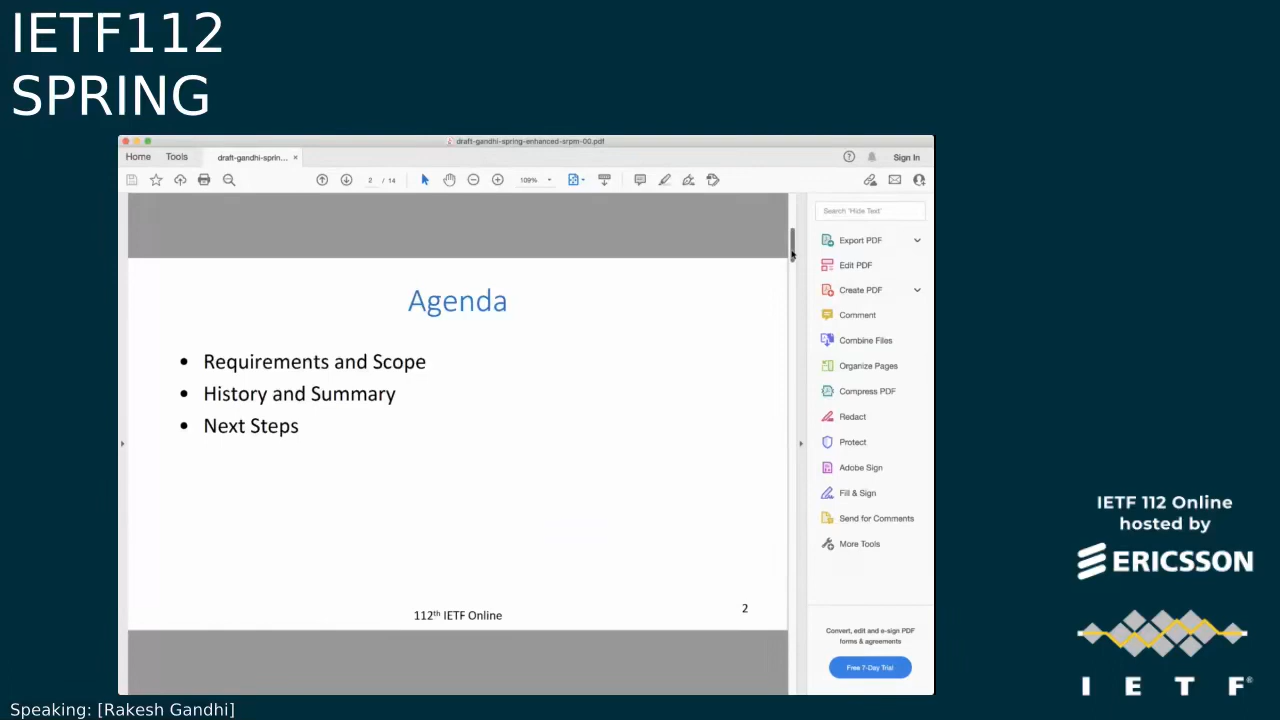 IETF112
SPRING
draft-gandhi-spring-enhanced-srpm-00.pdf
Home
Tools
draft-gandhi-sprin... ×
Sign In
2 / 14
109%
Search 'Hide Text'
Export PDF
Edit PDF
Create PDF
Comment
Combine Files
Organize Pages
Compress PDF
Redact
Protect
Adobe Sign
Fill & Sign
Send for Comments
More Tools
Convert, edit and e-sign PDF
forms & agreements
Free 7-Day Trial
Agenda
• Requirements and Scope
• History and Summary
• Next Steps
112th IETF Online
2
IETF 112 Online
hosted by
ERICSSON
I E T F®
Speaking: [Rakesh Gandhi]